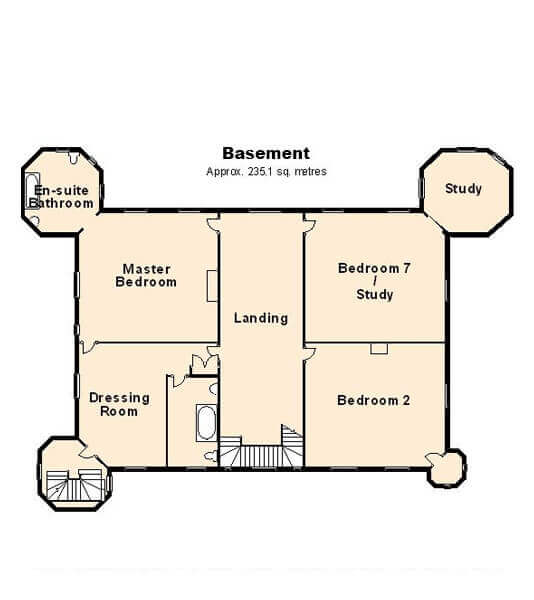 Basement
Approx. 235.1 sq. metres
En-suite
Bathroom
Study
Master
Bedroom
Bedroom 7
/
Study
Landing
Dressing
Room
Bedroom 2